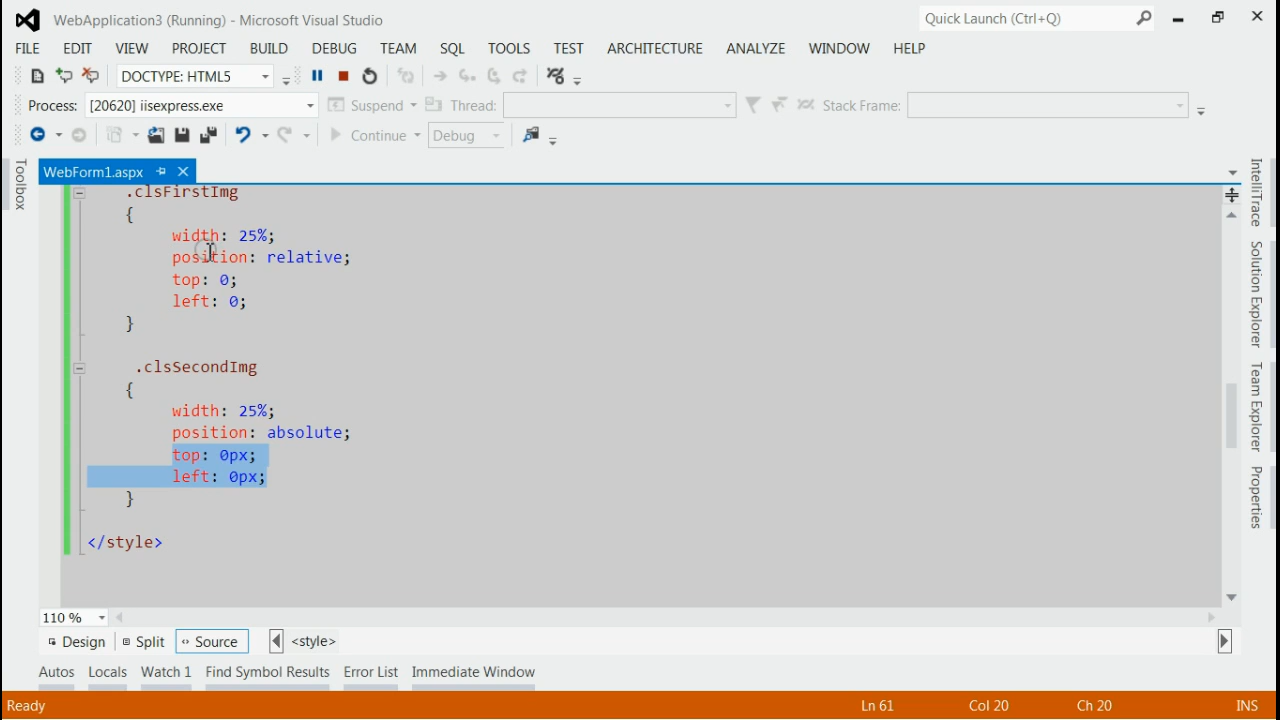 WebApplication3 (Running) - Microsoft Visual Studio
Quick Launch (Ctrl+Q)
FILE EDIT VIEW PROJECT BUILD DEBUG TEAM SQL TOOLS TEST ARCHITECTURE ANALYZE WINDOW HELP
DOCTYPE: HTML5
Process: [20620] iisexpress.exe Suspend Thread: Stack Frame:
Continue Debug
Toolbox
WebForm1.aspx
.clsFirstImg
{
width: 25%;
position: relative;
top: 0;
left: 0;
}
.clsSecondImg
{
width: 25%;
position: absolute;
top: 0px;
left: 0px;
}
</style>
IntelliTrace
Solution Explorer
Team Explorer
Properties
110 %
Design Split Source <style>
Autos Locals Watch 1 Find Symbol Results Error List Immediate Window
Ready Ln 61 Col 20 Ch 20 INS